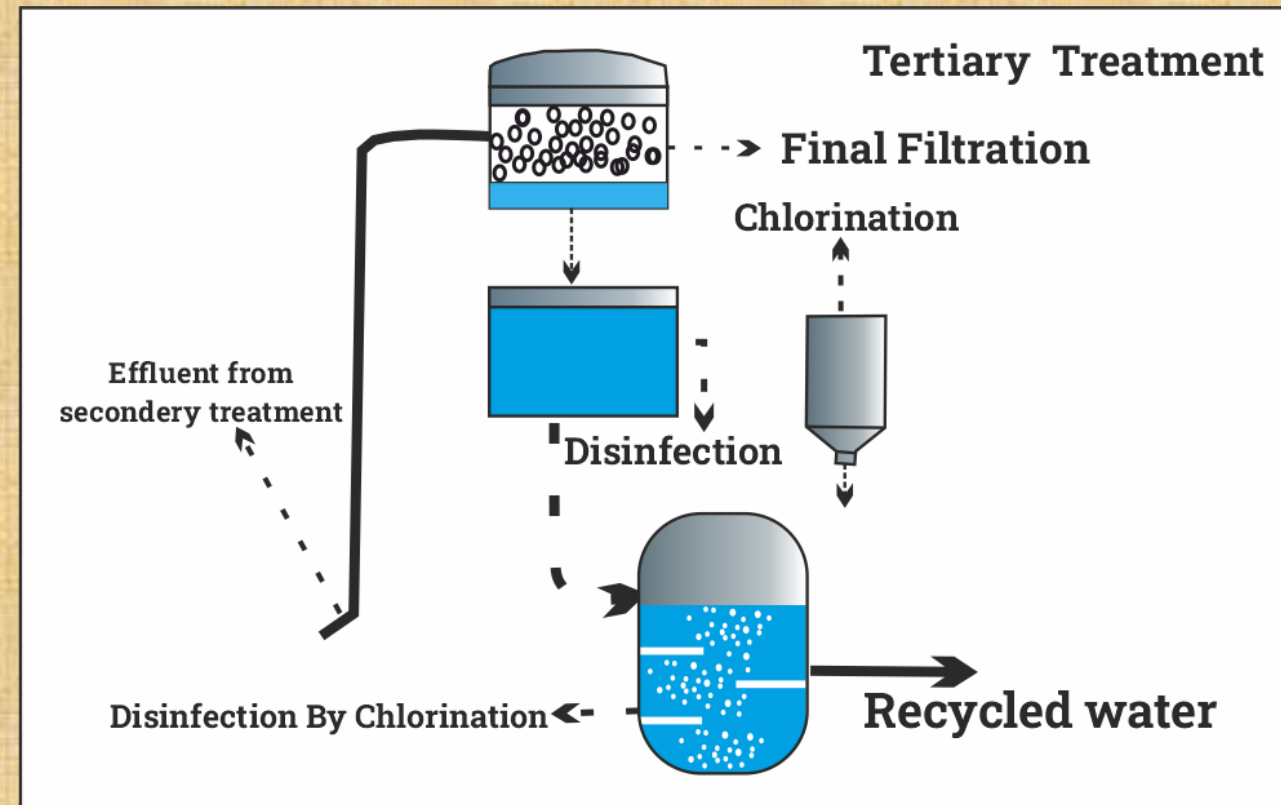 Tertiary Treatment
Final Filtration
Chlorination
Effluent from
secondery treatment
Disinfection
Disinfection By Chlorination
Recycled water